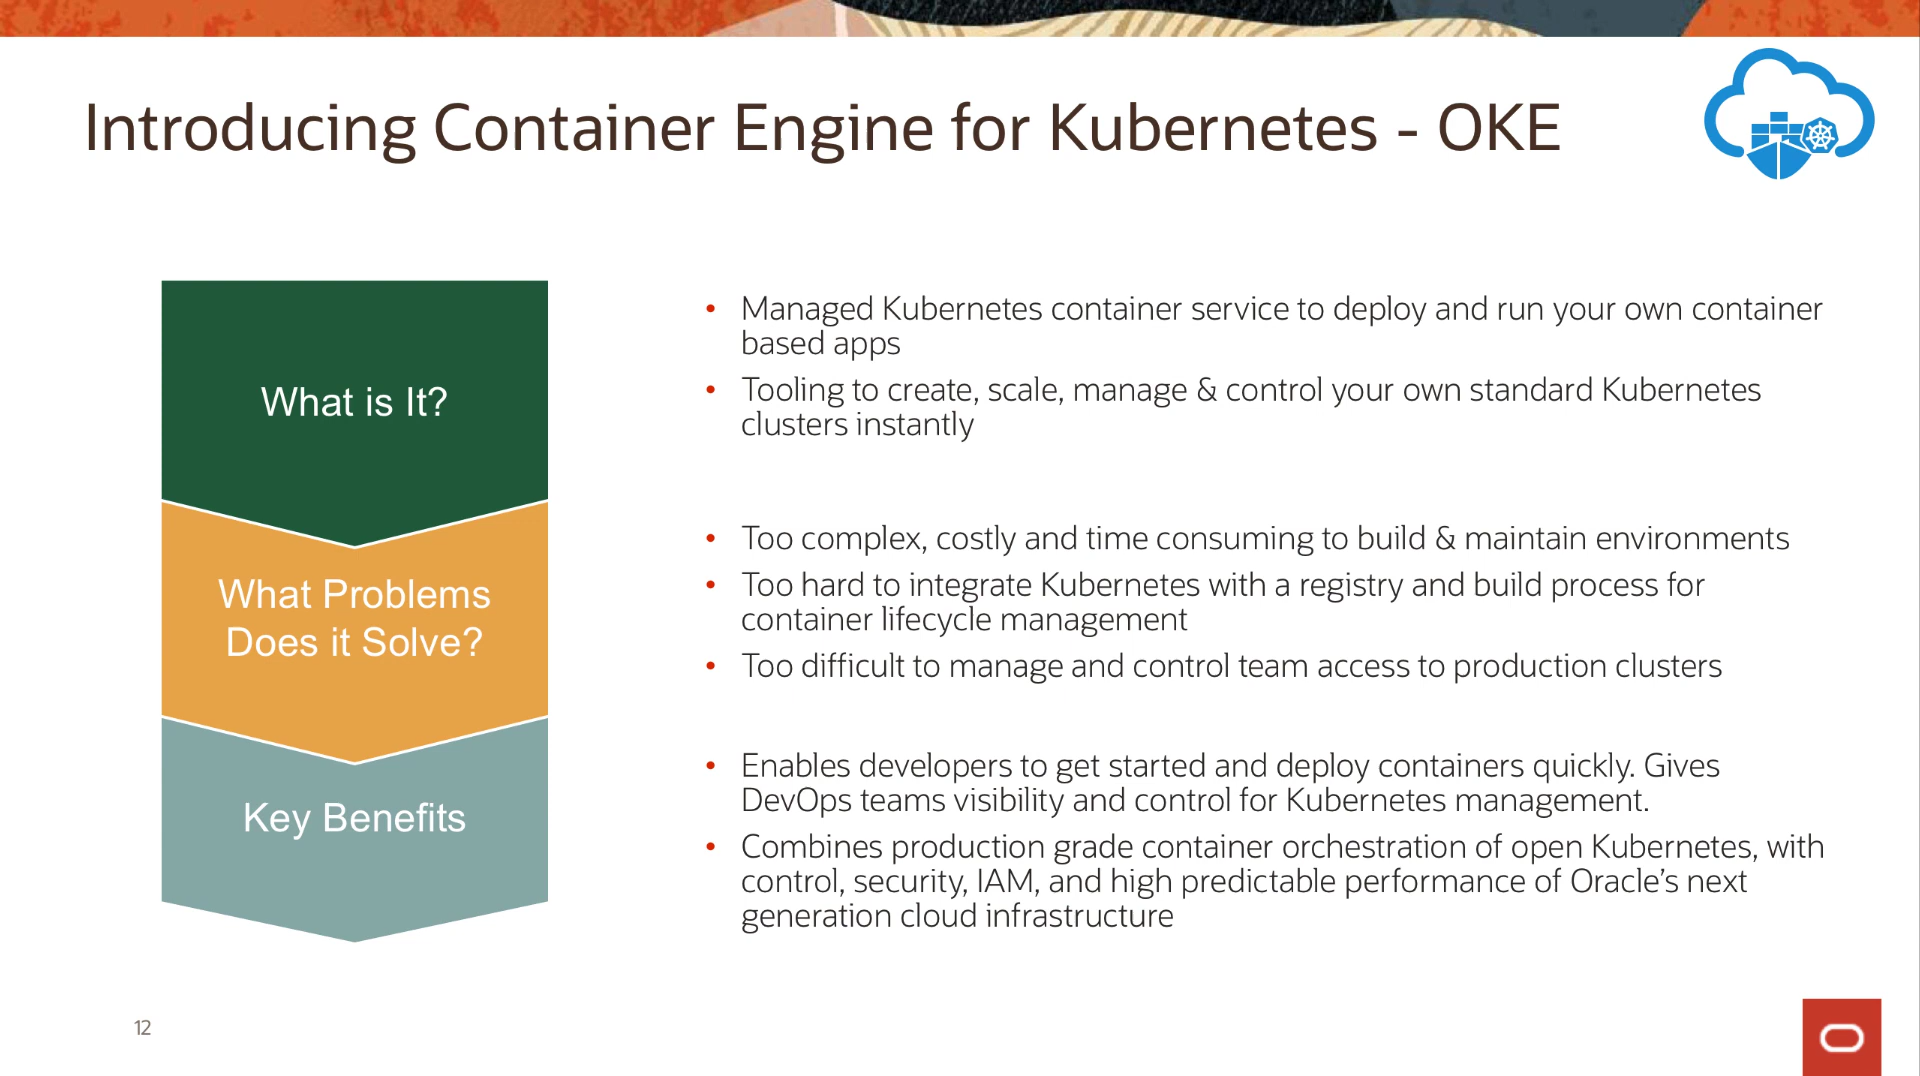 Introducing Container Engine for Kubernetes - OKE
What is It?
• Managed Kubernetes container service to deploy and run your own container
based apps
• Tooling to create, scale, manage & control your own standard Kubernetes
clusters instantly
What Problems
Does it Solve?
• Too complex, costly and time consuming to build & maintain environments
• Too hard to integrate Kubernetes with a registry and build process for
container lifecycle management
• Too difficult to manage and control team access to production clusters
Key Benefits
• Enables developers to get started and deploy containers quickly. Gives
DevOps teams visibility and control for Kubernetes management.
• Combines production grade container orchestration of open Kubernetes, with
control, security, IAM, and high predictable performance of Oracle’s next
generation cloud infrastructure
12